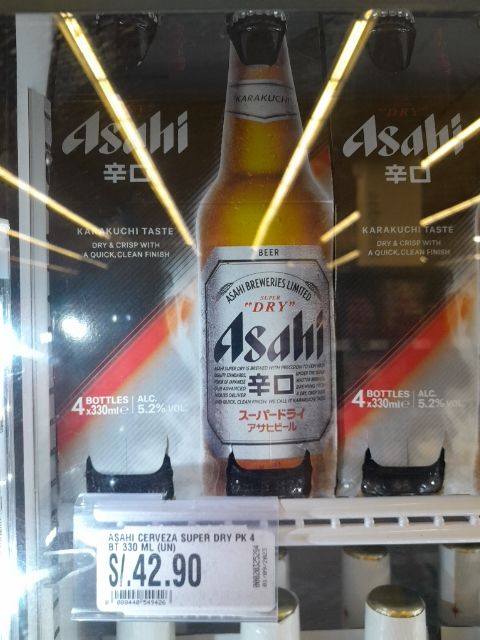 Asahi
辛口
KARAKUCHI TASTE
DRY & CRISP WITH
A QUICK, CLEAN FINISH
4 BOTTLES
x330ml℮
ALC.
5.2% VOL.
KARAKUCHI
BEER
ASAHI BREWERIES LIMITED
SUPER
"DRY"
Asahi
辛口
スーパードライ
アサヒビール
"DRY"
Asahi
辛口
KARAKUCHI TASTE
DRY & CRISP WITH
A QUICK, CLEAN FINISH
4 BOTTLES
x330ml℮
ALC.
5.2% VOL.
ASAHI CERVEZA SUPER DRY PK 4
BT 330 ML (UN)
S/.42.90